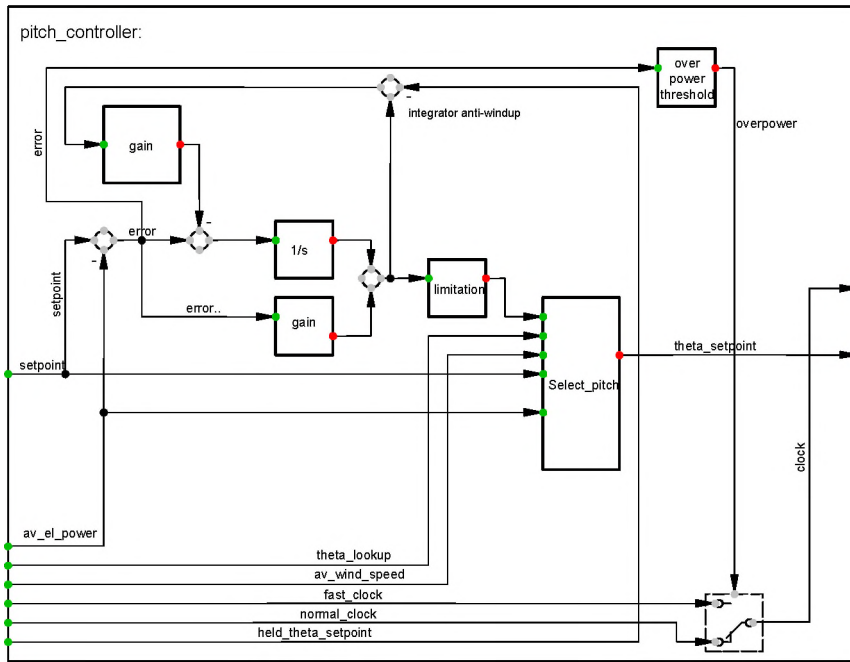 pitch_controller:
over
power
threshold
integrator anti-windup
overpower
error
gain
-
-
error
1/s
-
setpoint
limitation
error..
gain
theta_setpoint
setpoint
Select_pitch
clock
av_el_power
theta_lookup
av_wind_speed
fast_clock
normal_clock
held_theta_setpoint